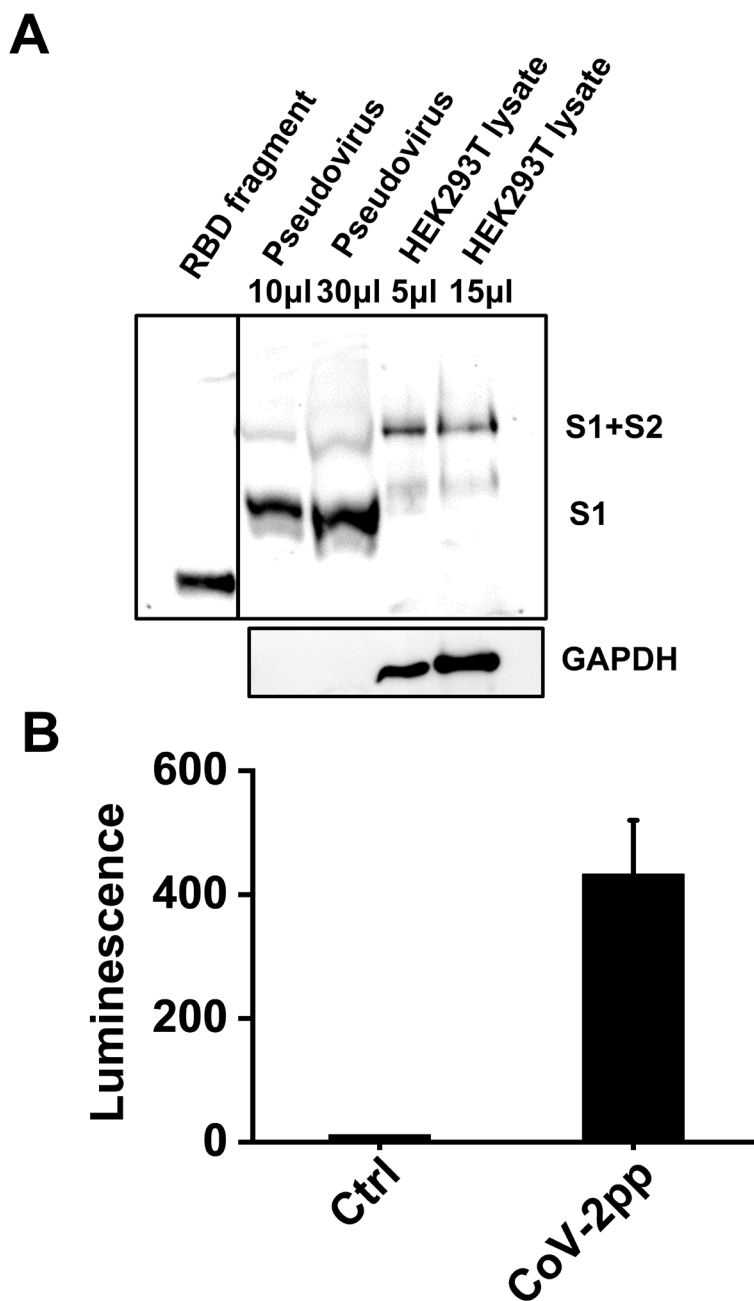 A
RBD fragment
Pseudovirus
Pseudovirus
HEK293T lysate
HEK293T lysate
10µl 30µl 5µl 15µl
S1+S2
S1
GAPDH
B
Luminescence
600
400
200
0
Ctrl
CoV-2pp